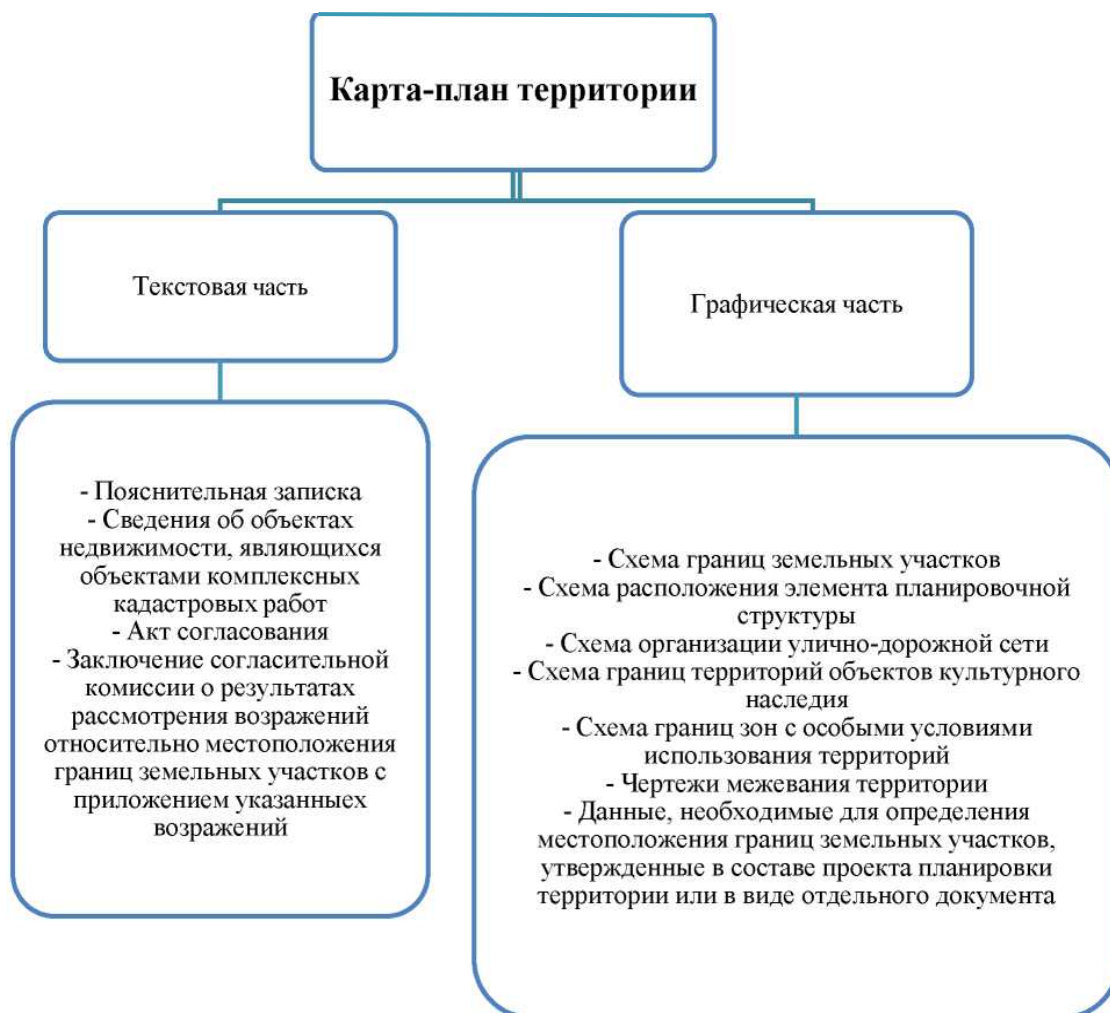 Карта-план территории
Текстовая часть
Графическая часть
- Пояснительная записка
- Сведения об объектах
недвижимости, являющихся
объектами комплексных
кадастровых работ
- Акт согласования
- Заключение согласительной
комиссии о результатах
рассмотрения возражений
относительно местоположения
границ земельных участков с
приложением указанныех
возражений
- Схема границ земельных участков
- Схема расположения элемента планировочной
структуры
- Схема организации улично-дорожной сети
- Схема границ территорий объектов культурного
наследия
- Схема границ зон с особыми условиями
использования территорий
- Чертежи межевания территории
- Данные, необходимые для определения
местоположения границ земельных участков,
утвержденные в составе проекта планировки
территории или в виде отдельного документа